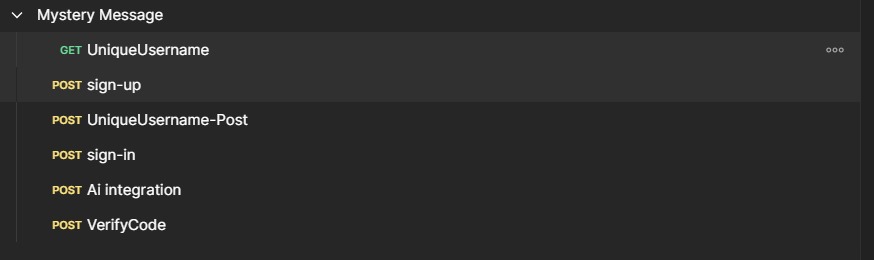 Mystery Message
GET UniqueUsername
POST sign-up
POST UniqueUsername-Post
POST sign-in
POST Ai integration
POST VerifyCode